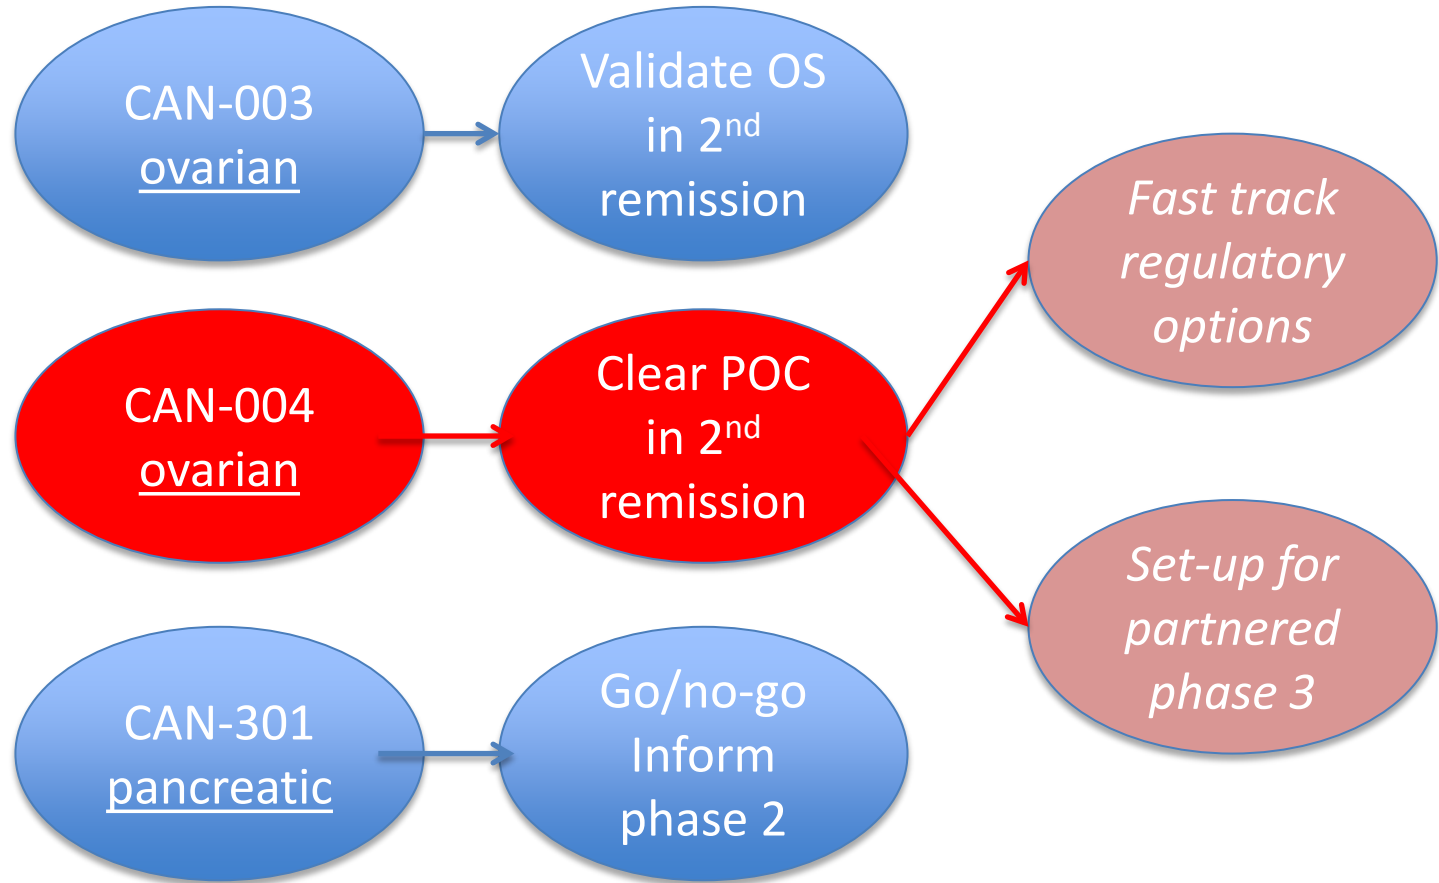 CAN-003
ovarian
Validate OS
in 2nd
remission
Fast track
regulatory
options
CAN-004
ovarian
Clear POC
in 2nd
remission
Set-up for
partnered
phase 3
CAN-301
pancreatic
Go/no-go
Inform
phase 2